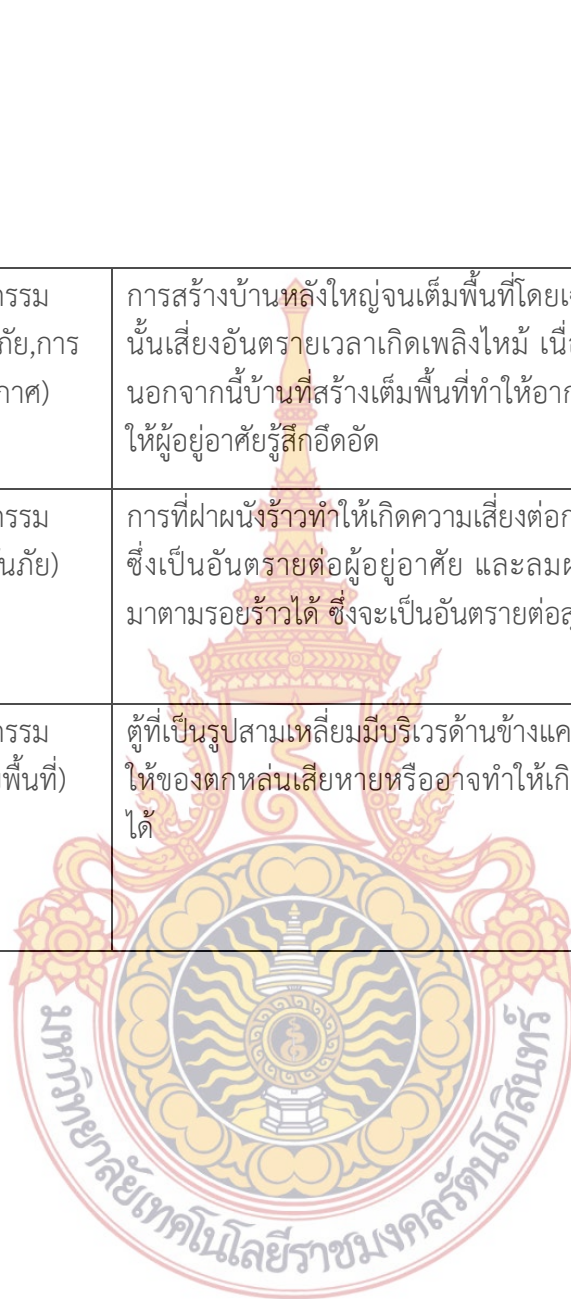 กรรม
การสร้างบ้านหลังใหญ่จนเต็มพื้นที่โดยเ
ภัย,การ
นั้นเสี่ยงอันตรายเวลาเกิดเพลิงไหม้ เนื่
กาศ)
นอกจากนี้บ้านที่สร้างเต็มพื้นที่ทำให้อาก
ให้ผู้อยู่อาศัยรู้สึกอึดอัด
กรรม
การที่ฝาผนังร้าวทำให้เกิดความเสี่ยงต่อก
นภัย)
ซึ่งเป็นอันตรายต่อผู้อยู่อาศัย และลมผ
มาตามรอยร้าวได้ ซึ่งจะเป็นอันตรายต่อสุ
กรรม
ตู้ที่เป็นรูปสามเหลี่ยมมีบริเวรด้านข้างแค
พื้นที่)
ให้ของตกหล่นเสียหายหรืออาจทำให้เกิ
ได้
มหาวิทยาลัยเทคโนโลยีราชมงคลรัตนโกสินทร์